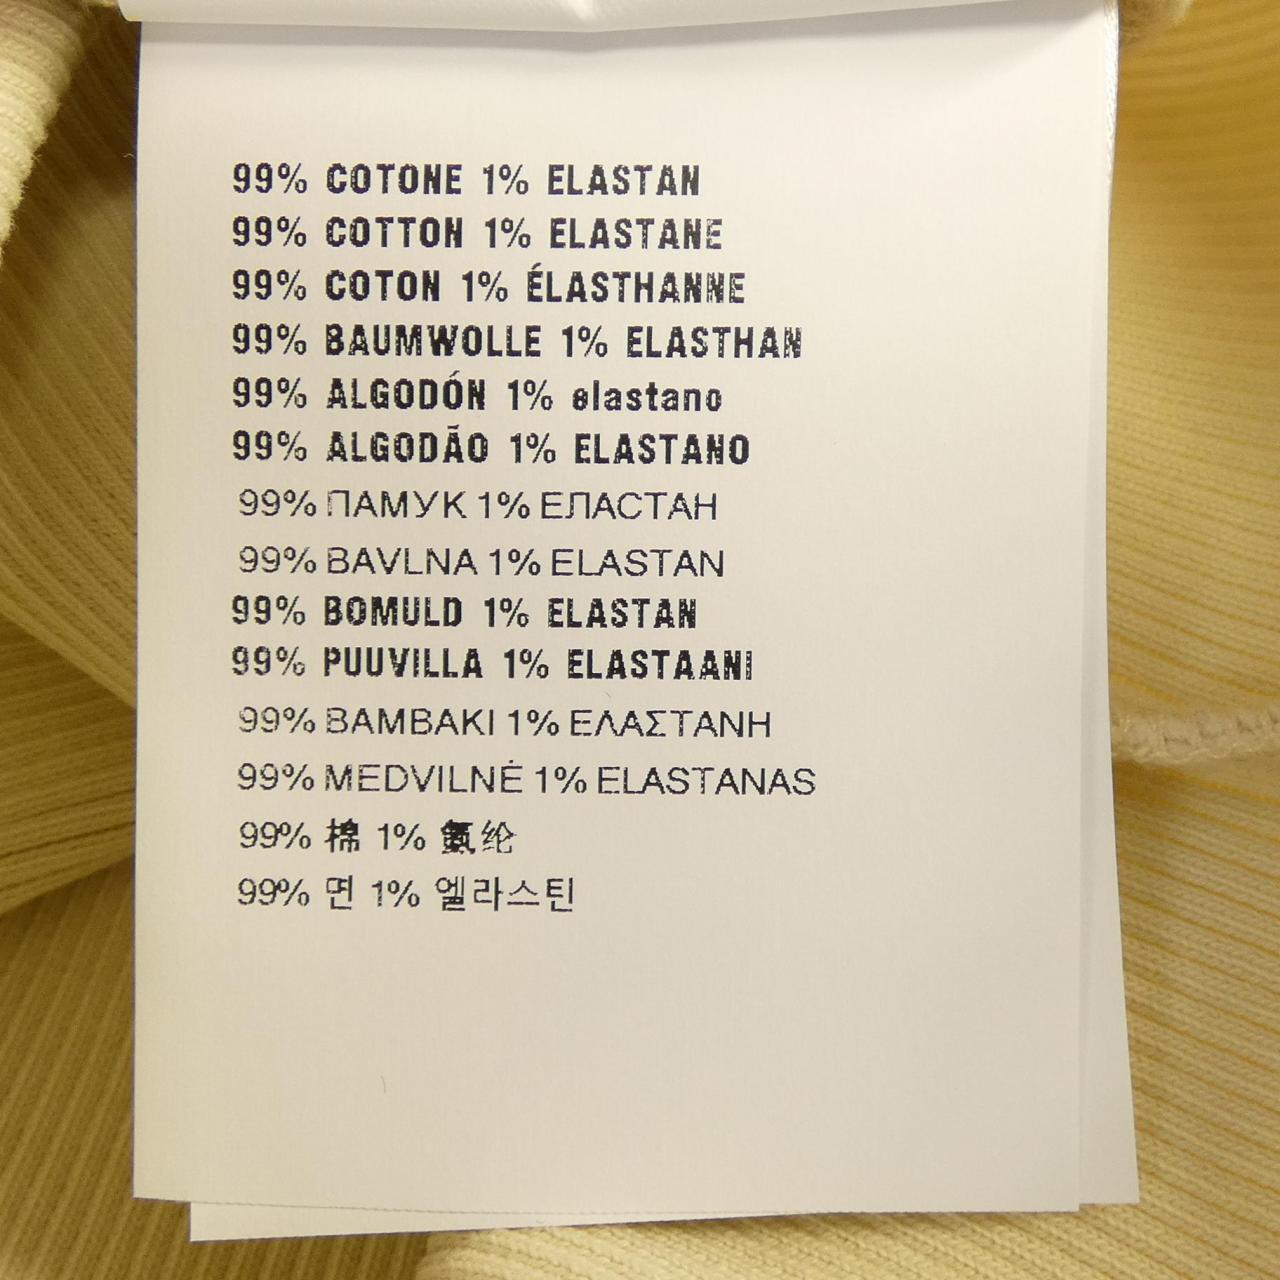 99% COTONE 1% ELASTAN
99% COTTON 1% ELASTANE
99% COTON 1% ÉLASTHANNE
99% BAUMWOLLE 1% ELASTHAN
99% ALGODÓN 1% elastano
99% ALGODÃO 1% ELASTANO
99% ПАМУК 1% ЕЛАСТАН
99% BAVLNA 1% ELASTAN
99% BOMULD 1% ELASTAN
99% PUUVILLA 1% ELASTAANI
99% ΒΑΜΒΑΚΙ 1% ΕΛΑΣΤΑΝΗ
99% MEDVILNĖ 1% ELASTANAS
99% 棉 1% 氨纶
99% 면 1% 엘라스틴